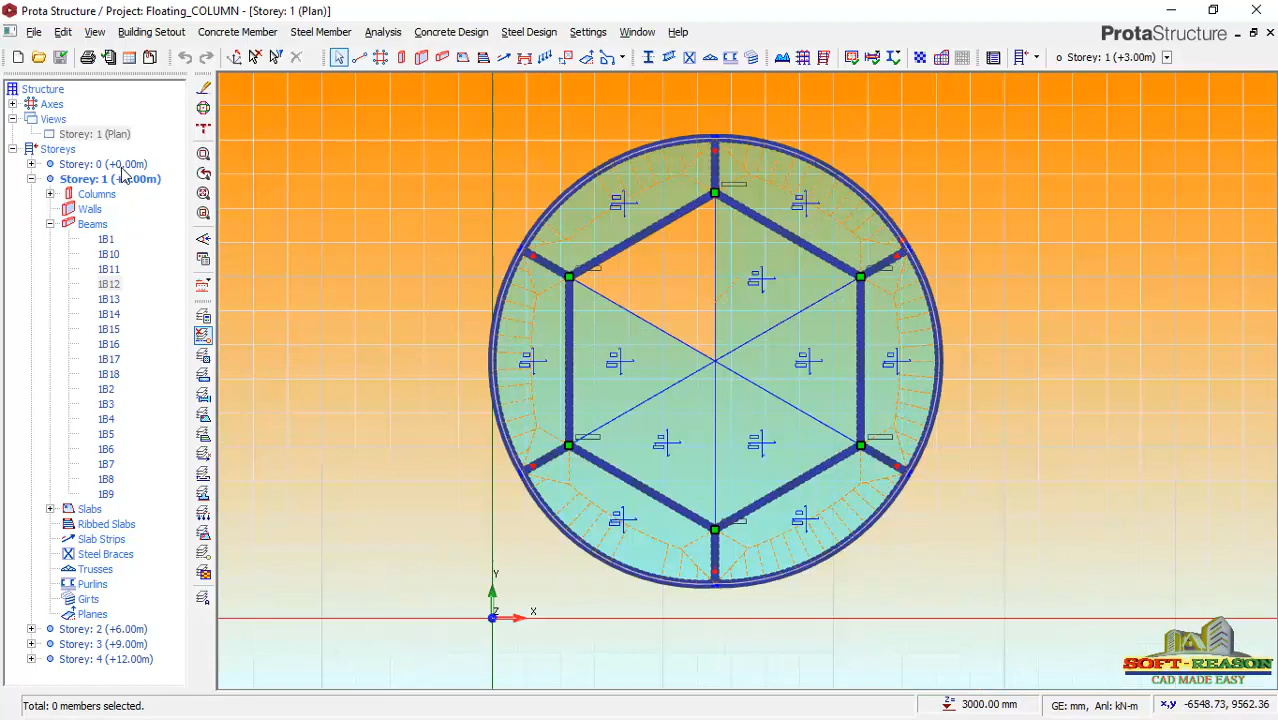 Prota Structure / Project: Floating_COLUMN - [Storey: 1 (Plan)]
File Edit View Building Setout Concrete Member Steel Member Analysis Concrete Design Steel Design Settings Window Help
ProtaStructure
Storey: 1 (+3.00m)
Structure
Axes
Views
Storey: 1 (Plan)
Storeys
Storey: 0 (+0.00m)
Storey: 1 (+3.00m)
Columns
Walls
Beams
1B1
1B10
1B11
1B12
1B13
1B14
1B15
1B16
1B17
1B18
1B2
1B3
1B4
1B5
1B6
1B7
1B8
1B9
Slabs
Ribbed Slabs
Slab Strips
Steel Braces
Trusses
Purlins
Girts
Planes
Storey: 2 (+6.00m)
Storey: 3 (+9.00m)
Storey: 4 (+12.00m)
Y
Z
X
SOFT-REASON
CAD MADE EASY
Total: 0 members selected.
Z= 3000.00 mm
GE: mm, Anl: kN-m
x,y -6548.73, 9562.36